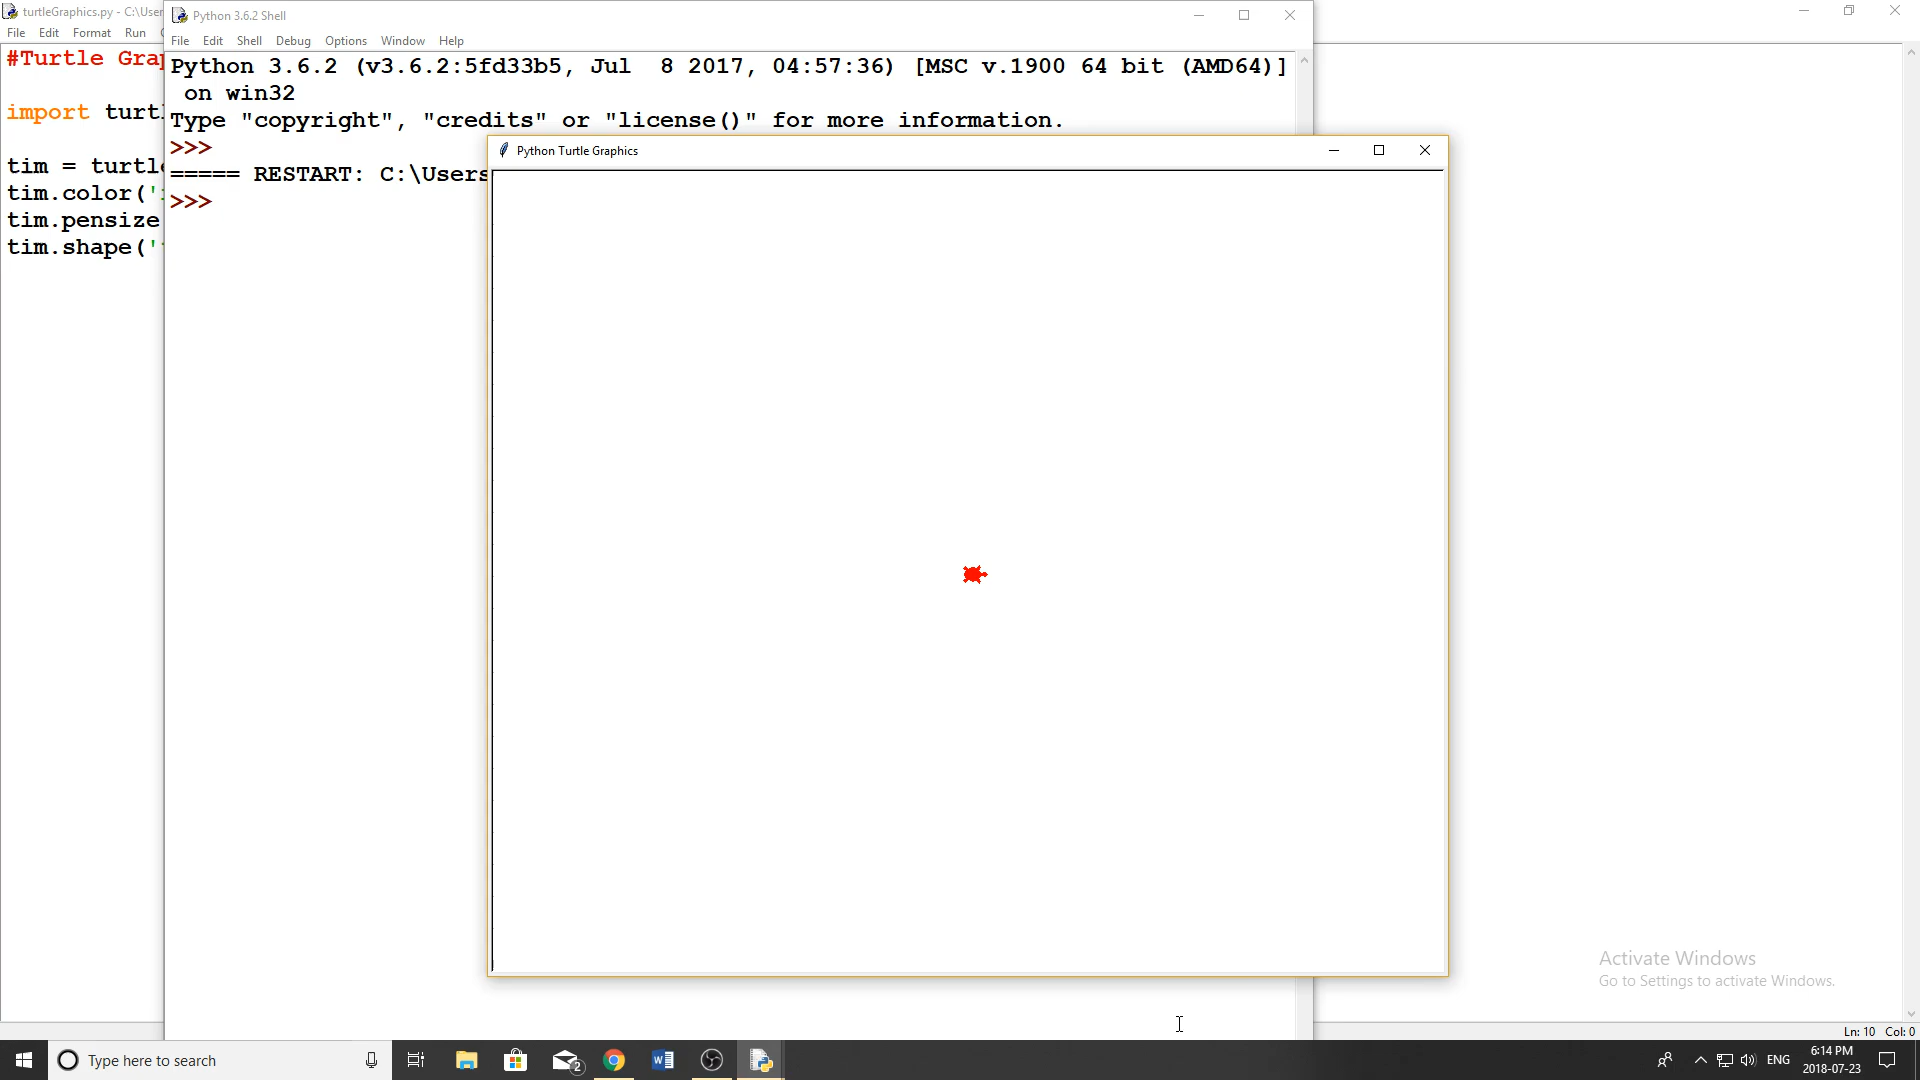 turtleGraphics.py - C:\User
File Edit Format Run
#Turtle Gra
import turtl
tim = turtle
tim.color('
tim.pensize
tim.shape('
Python 3.6.2 Shell
File Edit Shell Debug Options Window Help
Python 3.6.2 (v3.6.2:5fd33b5, Jul  8 2017, 04:57:36) [MSC v.1900 64 bit (AMD64)]
on win32
Type "copyright", "credits" or "license()" for more information.
>>>
===== RESTART: C:\Users
>>>
Python Turtle Graphics
Activate Windows
Go to Settings to activate Windows.
Ln: 10 Col: 0
Type here to search
2
ENG
6:14 PM
2018-07-23